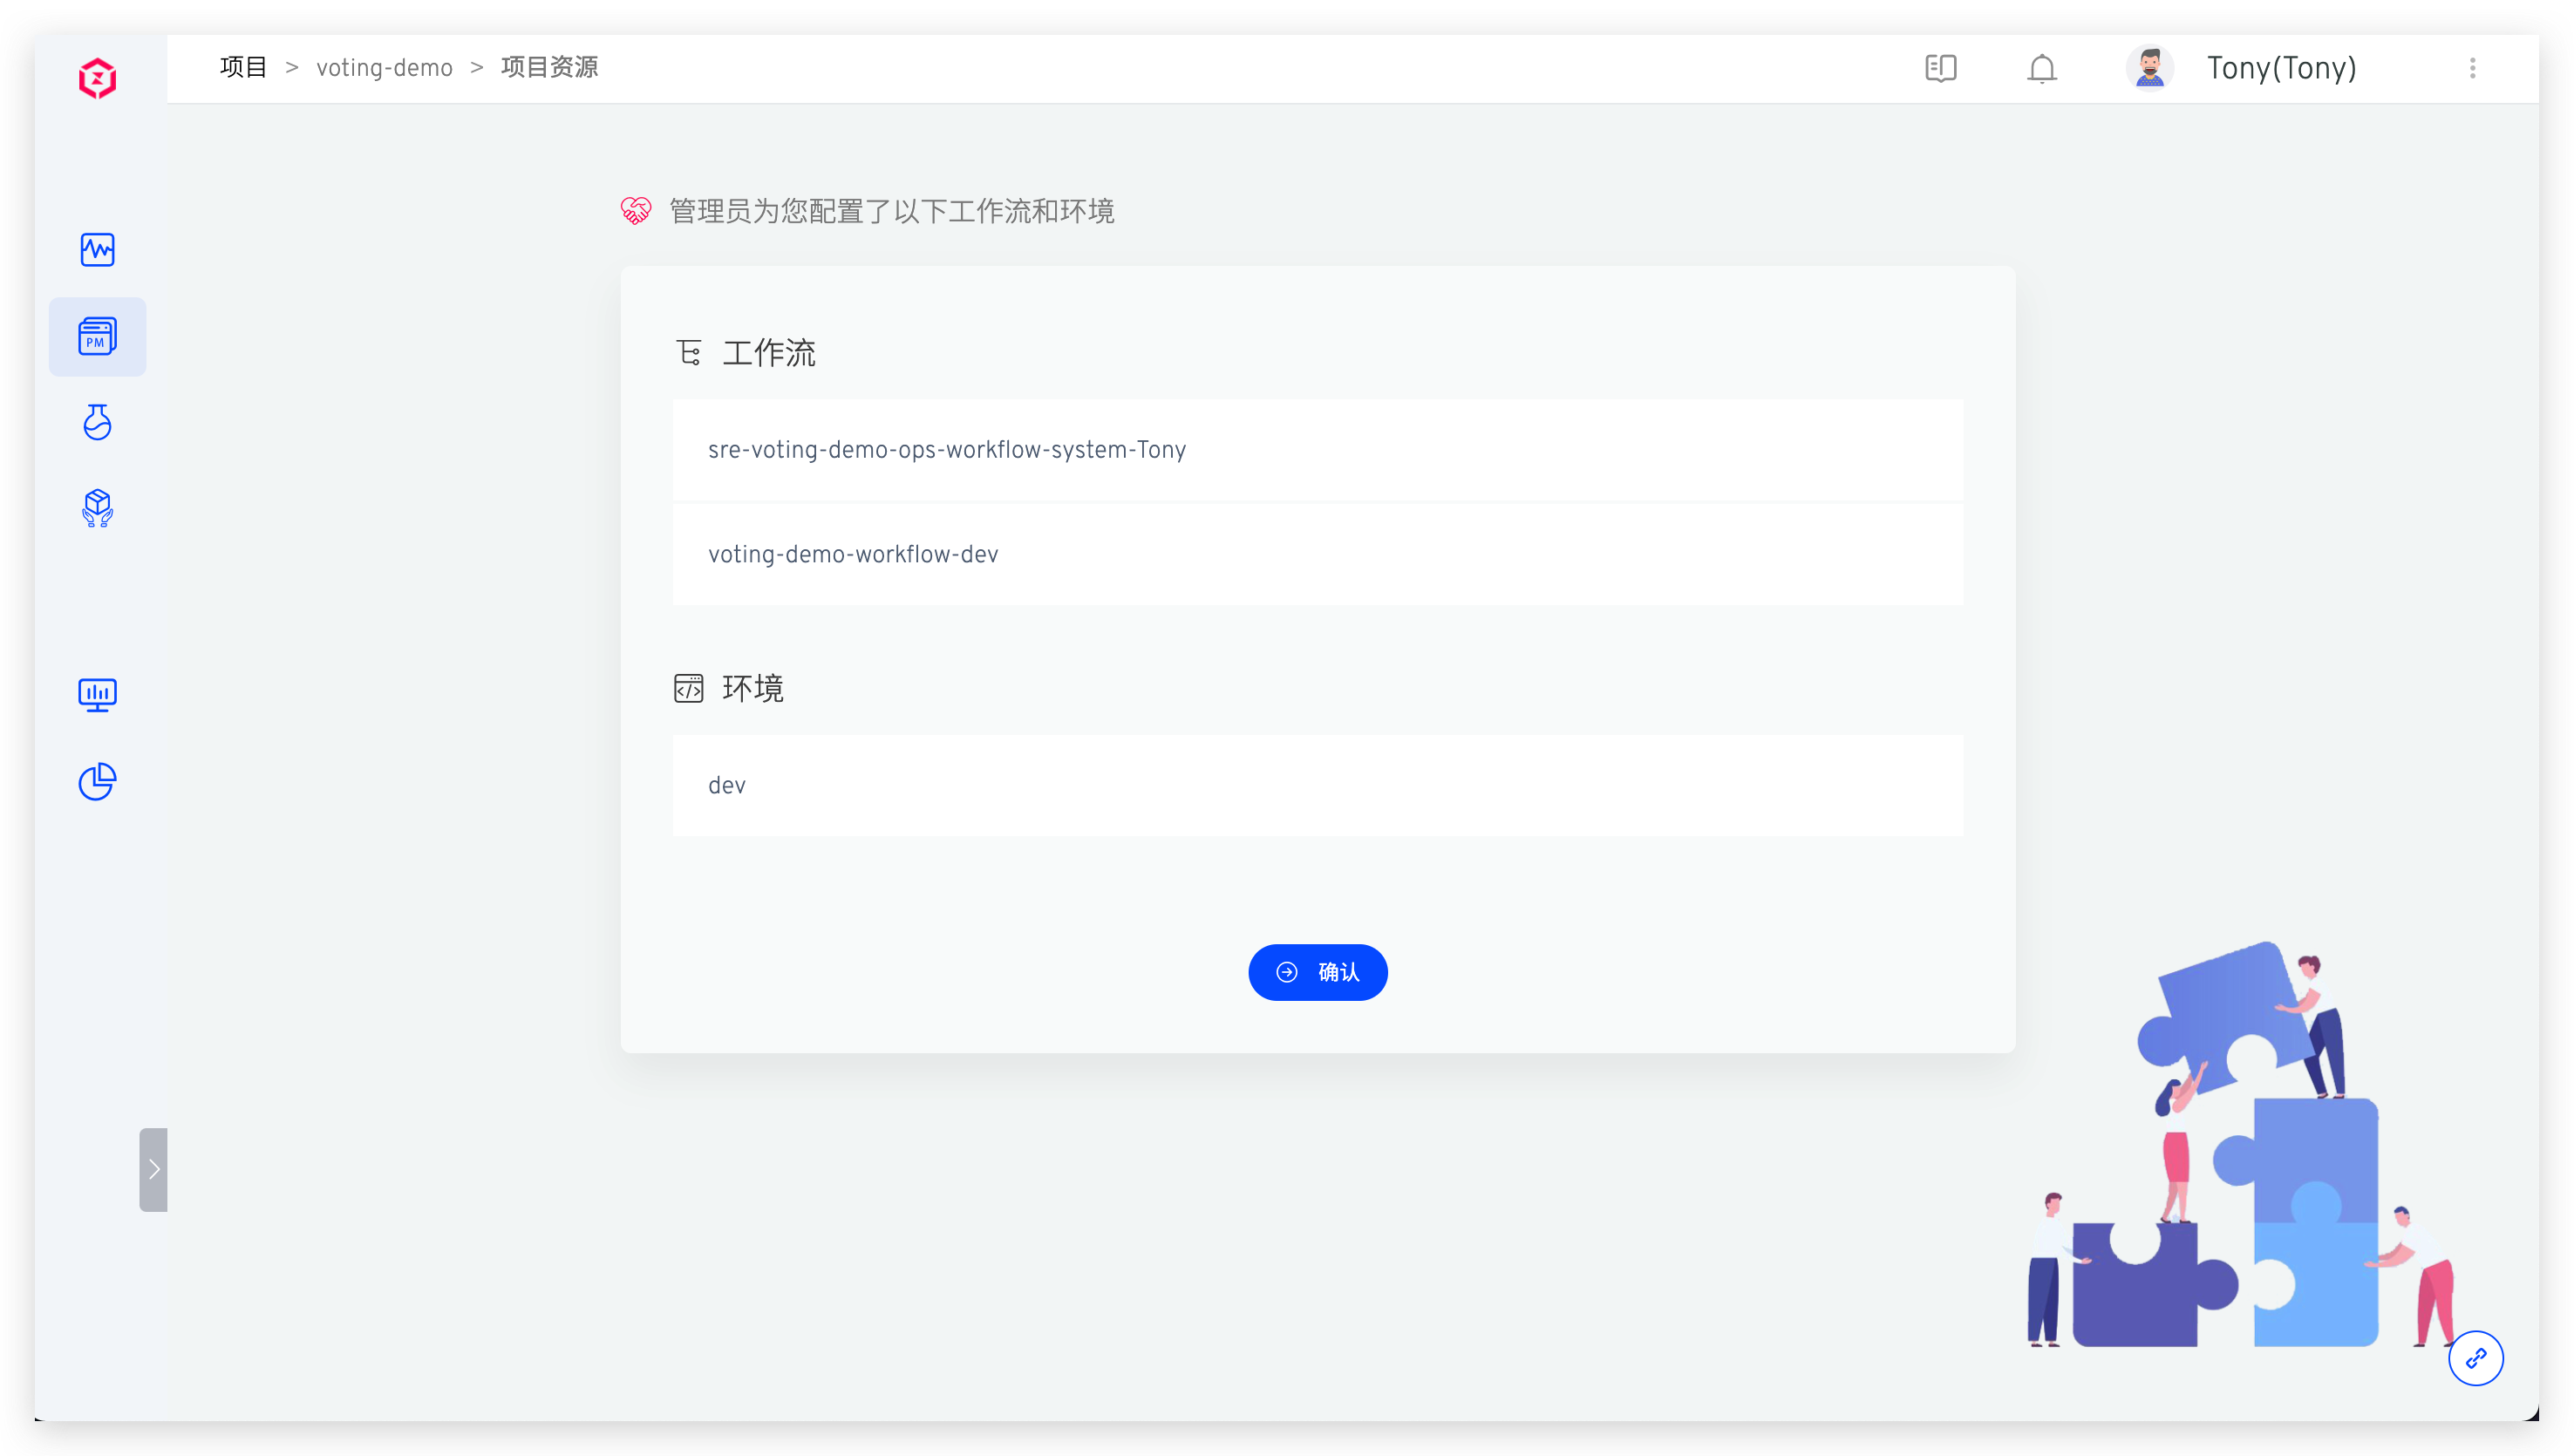 项目 > voting-demo > 项目资源
Tony(Tony)
PM
管理员为您配置了以下工作流和环境
工作流
sre-voting-demo-ops-workflow-system-Tony
voting-demo-workflow-dev
环境
dev
确认